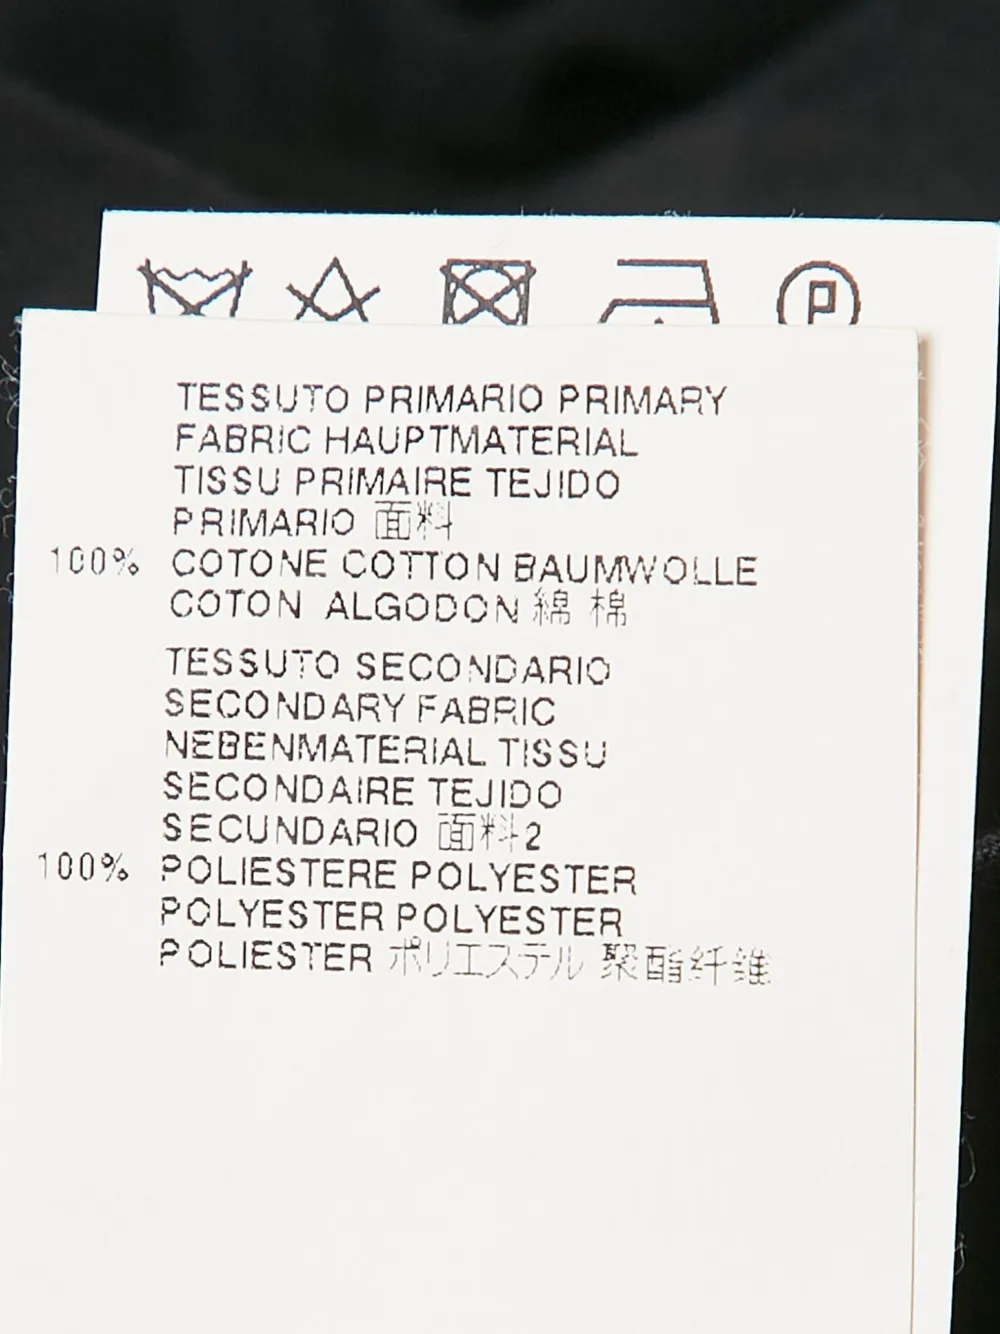 P
TESSUTO PRIMARIO PRIMARY
FABRIC HAUPTMATERIAL
TISSU PRIMAIRE TEJIDO
PRIMARIO 面料
100% COTONE COTTON BAUMWOLLE
COTON ALGODON 綿 棉
TESSUTO SECONDARIO
SECONDARY FABRIC
NEBENMATERIAL TISSU
SECONDAIRE TEJIDO
SECUNDARIO 面料2
100% POLIESTERE POLYESTER
POLYESTER POLYESTER
POLIESTER ポリエステル 聚酯纤维